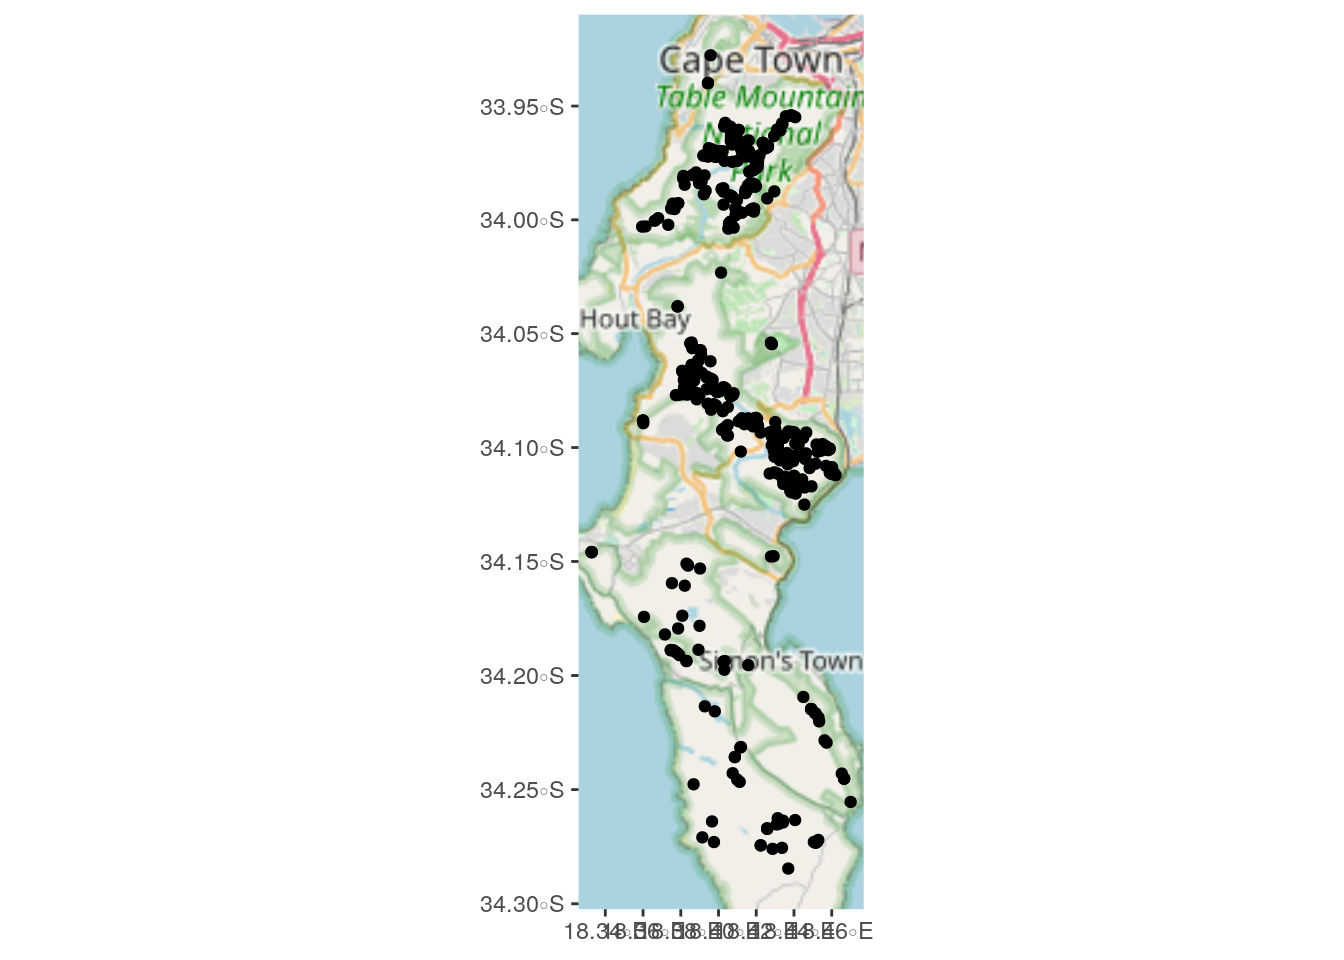 Cape Town
Table Mountain
National
Park
33.95°S
34.00°S
Hout Bay
34.05°S
34.10°S
34.15°S
Simon's Town
34.20°S
34.25°S
34.30°S